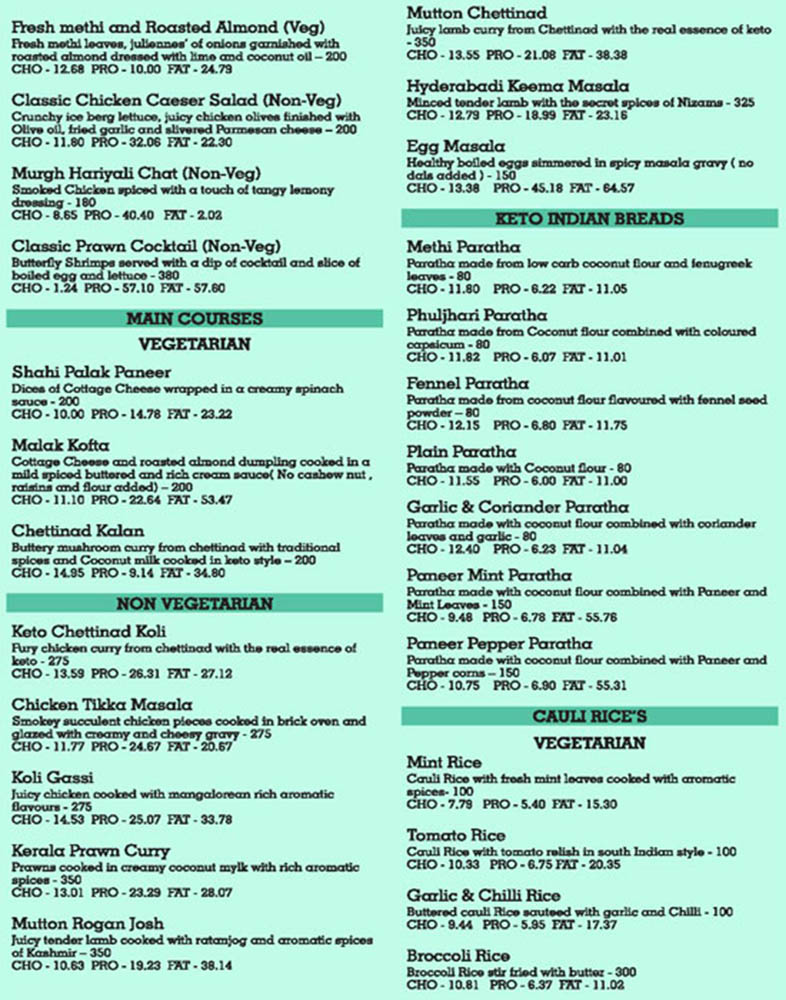 Fresh methi and Roasted Almond (Veg)
Fresh methi leaves, juliennes' of onions garnished with
roasted almond dressed with lime and coconut oil – 200
CHO - 12.68 PRO - 10.00 FAT - 24.79
Classic Chicken Caeser Salad (Non-Veg)
Crunchy ice berg lettuce, juicy chicken olives finished with
Olive oil, fried garlic and slivered Parmesan cheese – 200
CHO - 11.80 PRO - 32.06 FAT - 22.30
Murgh Hariyali Chat (Non-Veg)
Smoked Chicken spiced with a touch of tangy lemony
dressing - 180
CHO - 8.65 PRO - 40.40 FAT - 2.02
Classic Prawn Cocktail (Non-Veg)
Butterfly Shrimps served with a dip of cocktail and slice of
boiled egg and lettuce - 380
CHO - 1.24 PRO - 57.10 FAT - 57.60
MAIN COURSES
VEGETARIAN
Shahi Palak Paneer
Dices of Cottage Cheese wrapped in a creamy spinach
sauce - 200
CHO - 10.00 PRO - 14.78 FAT - 23.22
Malak Kofta
Cottage Cheese and roasted almond dumpling cooked in a
mild spiced buttered and rich cream sauce( No cashew nut ,
raisins and flour added) – 200
CHO - 11.10 PRO - 22.64 FAT - 53.47
Chettinad Kalan
Buttery mushroom curry from chettinad with traditional
spices and Coconut milk cooked in keto style – 200
CHO - 14.95 PRO - 9.14 FAT - 34.80
NON VEGETARIAN
Keto Chettinad Koli
Fury chicken curry from chettinad with the real essence of
keto - 275
CHO - 13.59 PRO - 26.31 FAT - 27.12
Chicken Tikka Masala
Smokey succulent chicken pieces cooked in brick oven and
glazed with creamy and cheesy gravy - 275
CHO - 11.77 PRO - 24.67 FAT - 20.67
Koli Gassi
Juicy chicken cooked with mangalorean rich aromatic
flavours - 275
CHO - 14.53 PRO - 25.07 FAT - 33.78
Kerala Prawn Curry
Prawns cooked in creamy coconut mylk with rich aromatic
spices - 350
CHO - 13.01 PRO - 23.29 FAT - 28.07
Mutton Rogan Josh
Juicy tender lamb cooked with ratanjog and aromatic spices
of Kashmir – 350
CHO - 10.63 PRO - 19.23 FAT - 38.14
Mutton Chettinad
Juicy lamb curry from Chettinad with the real essence of keto
- 350
CHO - 13.55 PRO - 21.08 FAT - 38.38
Hyderabadi Keema Masala
Minced tender lamb with the secret spices of Nizams - 325
CHO - 12.79 PRO - 18.99 FAT - 23.16
Egg Masala
Healthy boiled eggs simmered in spicy masala gravy ( no
dals added ) - 150
CHO - 13.38 PRO - 45.18 FAT - 64.57
KETO INDIAN BREADS
Methi Paratha
Paratha made from low carb coconut flour and fenugreek
leaves - 80
CHO - 11.80 PRO - 6.22 FAT - 11.05
Phuljhari Paratha
Paratha made from Coconut flour combined with coloured
capsicum - 80
CHO - 11.82 PRO - 6.07 FAT - 11.01
Fennel Paratha
Paratha made from coconut flour flavoured with fennel seed
powder – 80
CHO - 12.15 PRO - 6.80 FAT - 11.75
Plain Paratha
Paratha made with Coconut flour - 80
CHO - 11.55 PRO - 6.00 FAT - 11.00
Garlic & Coriander Paratha
Paratha made with coconut flour combined with coriander
leaves and garlic - 80
CHO - 12.40 PRO - 6.23 FAT - 11.04
Paneer Mint Paratha
Paratha made with coconut flour combined with Paneer and
Mint Leaves - 150
CHO - 9.48 PRO - 6.78 FAT - 55.76
Paneer Pepper Paratha
Paratha made with coconut flour combined with Paneer and
Pepper corns – 150
CHO - 10.75 PRO - 6.90 FAT - 55.31
CAULI RICE'S
VEGETARIAN
Mint Rice
Cauli Rice with fresh mint leaves cooked with aromatic
spices- 100
CHO - 7.79 PRO - 5.40 FAT - 15.30
Tomato Rice
Cauli Rice with tomato relish in south Indian style - 100
CHO - 10.33 PRO - 6.75 FAT - 20.35
Garlic & Chilli Rice
Buttered cauli Rice sauteed with garlic and Chilli - 100
CHO - 9.44 PRO - 5.95 FAT - 17.37
Broccoli Rice
Broccoli Rice stir fried with butter - 300
CHO - 10.81 PRO - 6.37 FAT - 11.02